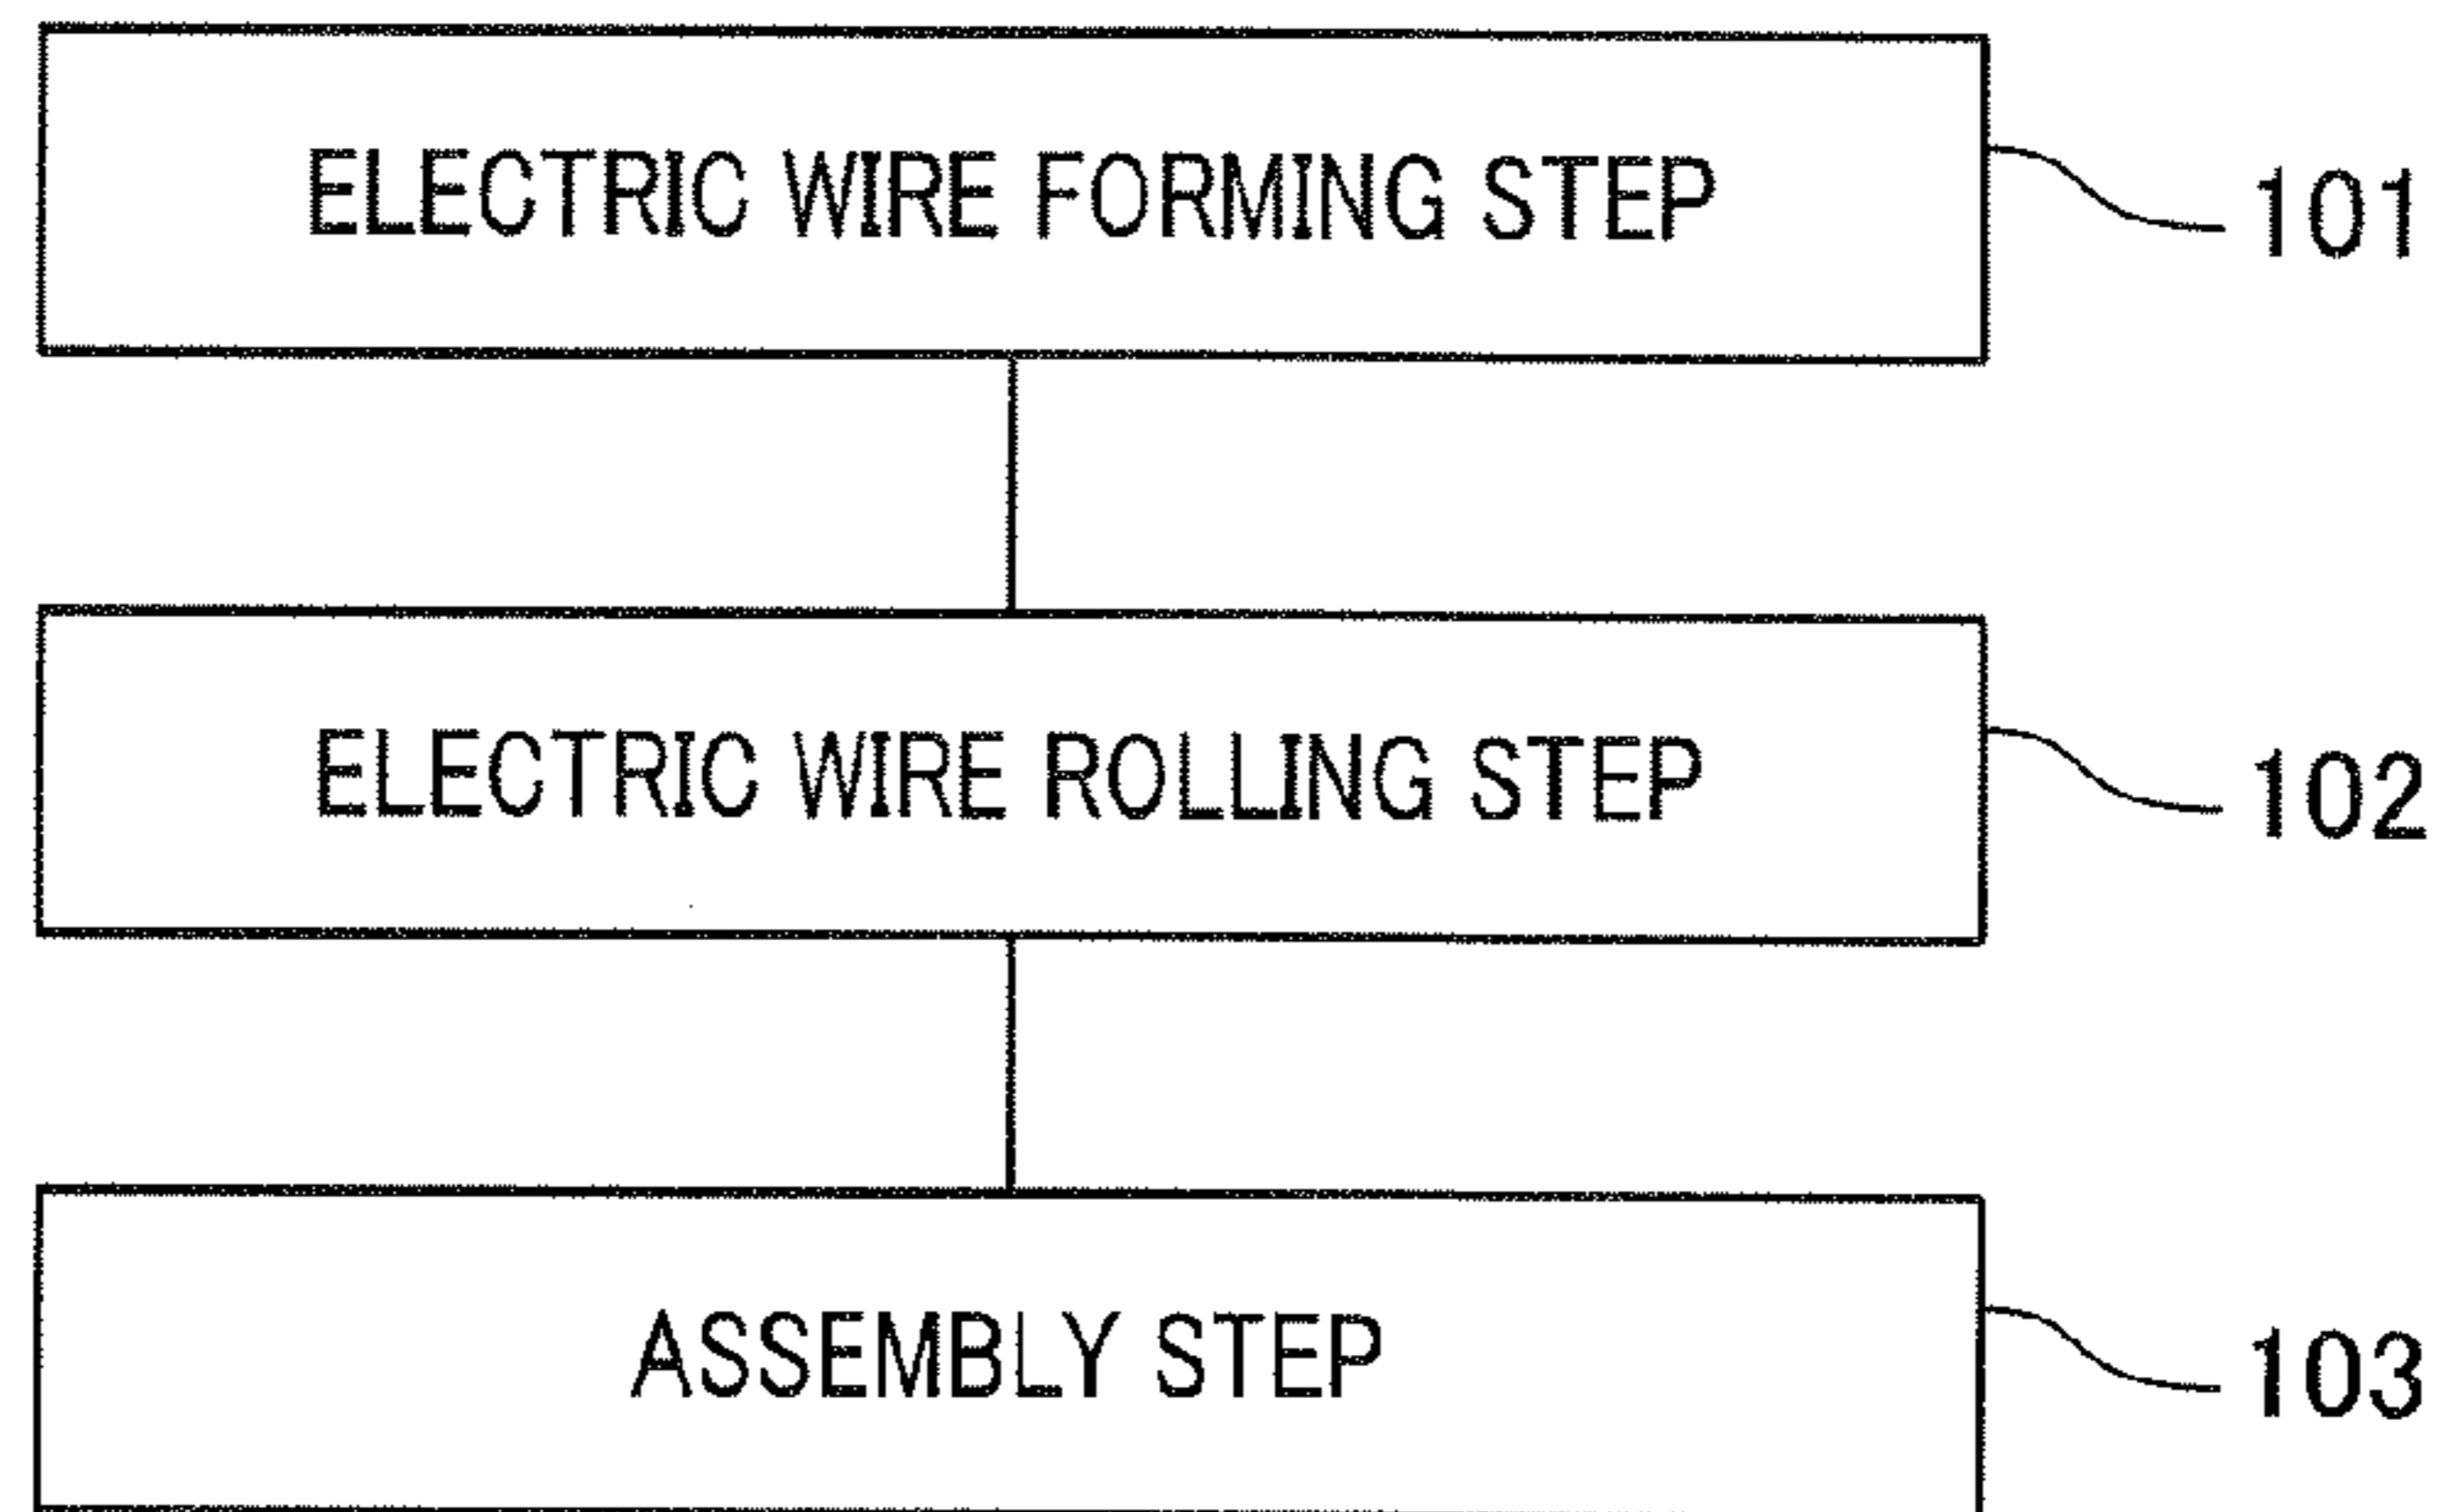 ELECTRIC WIRE FORMING STEP 101
ELECTRIC WIRE ROLLING STEP 102
ASSEMBLY STEP 103